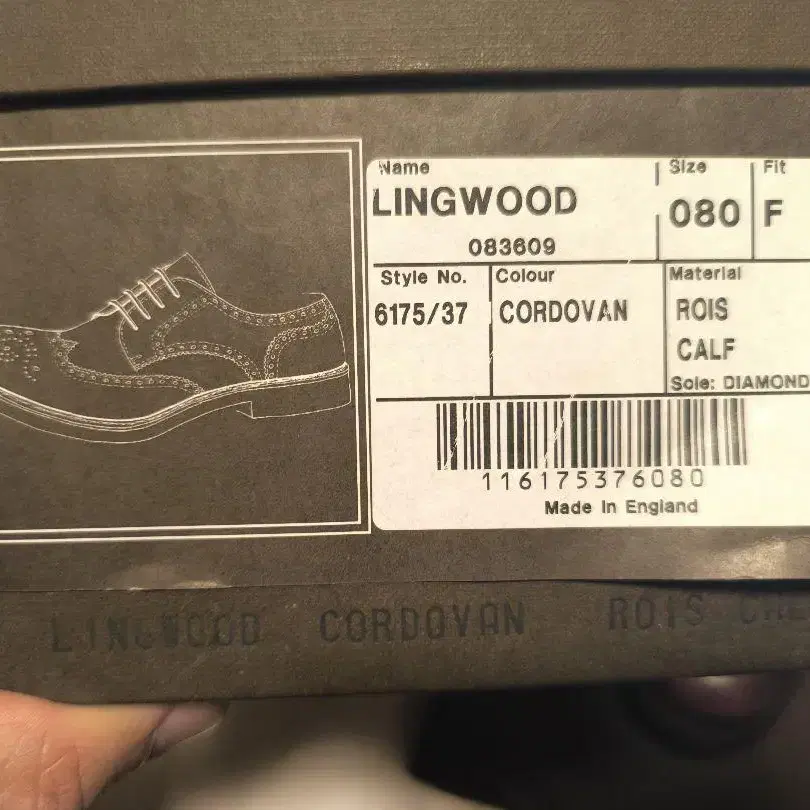 Name
Size
Fit
LINGWOOD
080
F
083609
Style No.
Colour
Material
6175/37
CORDOVAN
ROIS
CALF
Sole: DIAMOND
116175376080
Made in England
LINGWOOD CORDOVAN ROIS